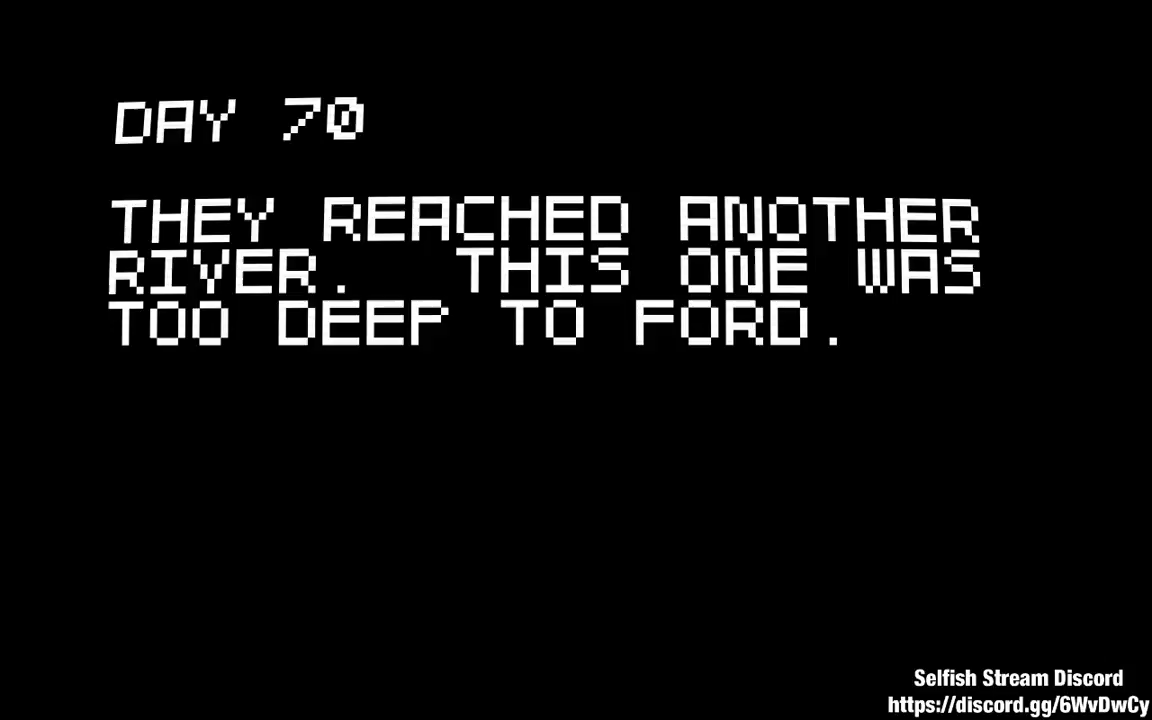 DAY 70
THEY REACHED ANOTHER
RIVER. THIS ONE WAS
TOO DEEP TO FORD.
Selfish Stream Discord
https://discord.gg/6WvDwCy